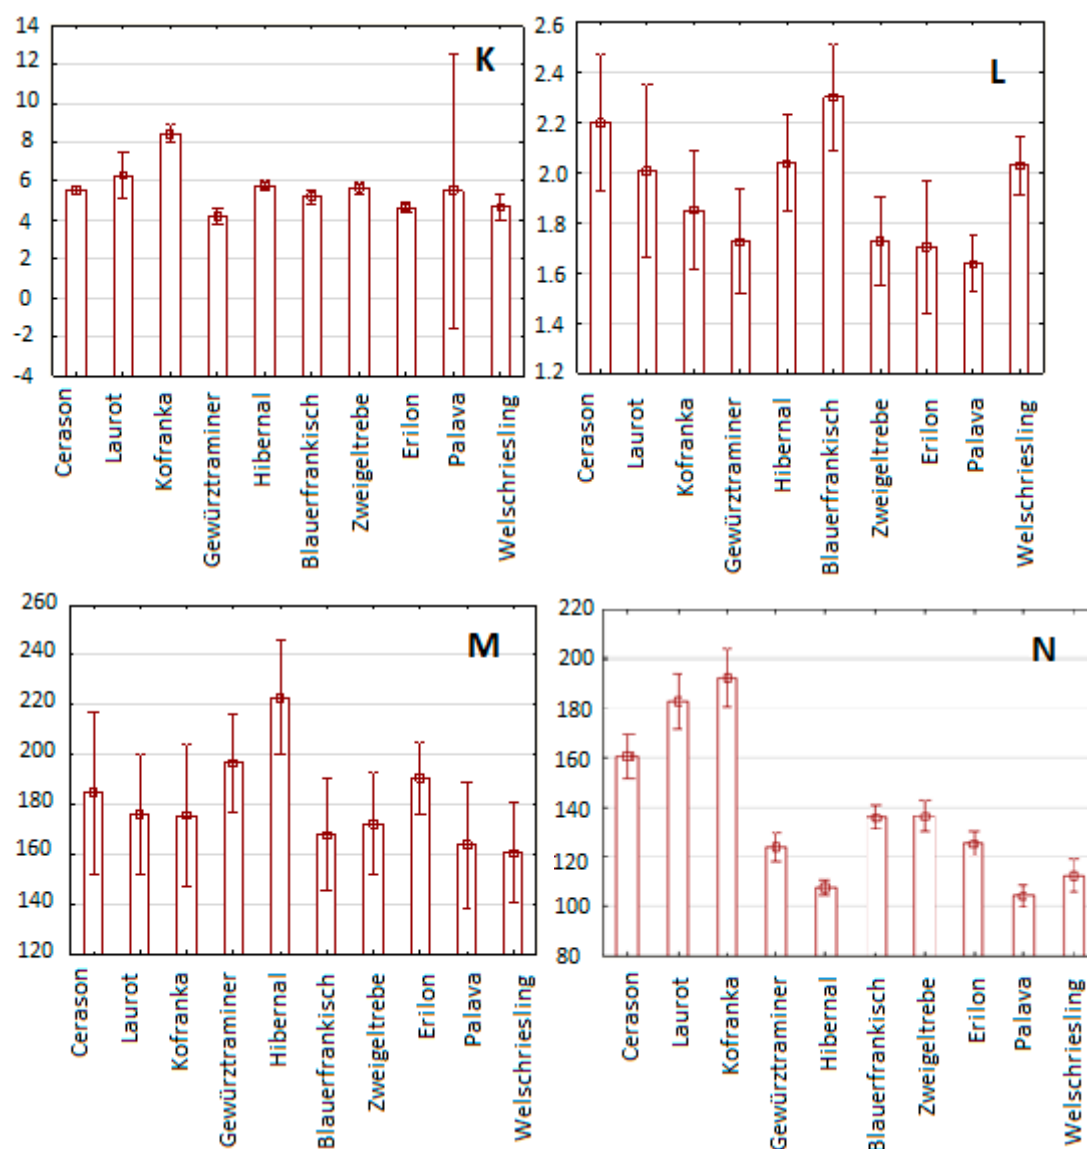 K
14
12
10
8
6
4
2
0
-2
-4
Cerason
Laurot
Kofranka
Gewürztraminer
Hibernal
Blauerfrankisch
Zweigeltrebe
Erilon
Palava
Welschriesling
L
2.6
2.4
2.2
2.0
1.8
1.6
1.4
1.2
Cerason
Laurot
Kofranka
Gewürztraminer
Hibernal
Blauerfrankisch
Zweigeltrebe
Erilon
Palava
Welschriesling
M
260
240
220
200
180
160
140
120
Cerason
Laurot
Kofranka
Gewürztraminer
Hibernal
Blauerfrankisch
Zweigeltrebe
Erilon
Palava
Welschriesling
N
220
200
180
160
140
120
100
80
Cerason
Laurot
Kofranka
Gewürztraminer
Hibernal
Blauerfrankisch
Zweigeltrebe
Erilon
Palava
Welschriesling